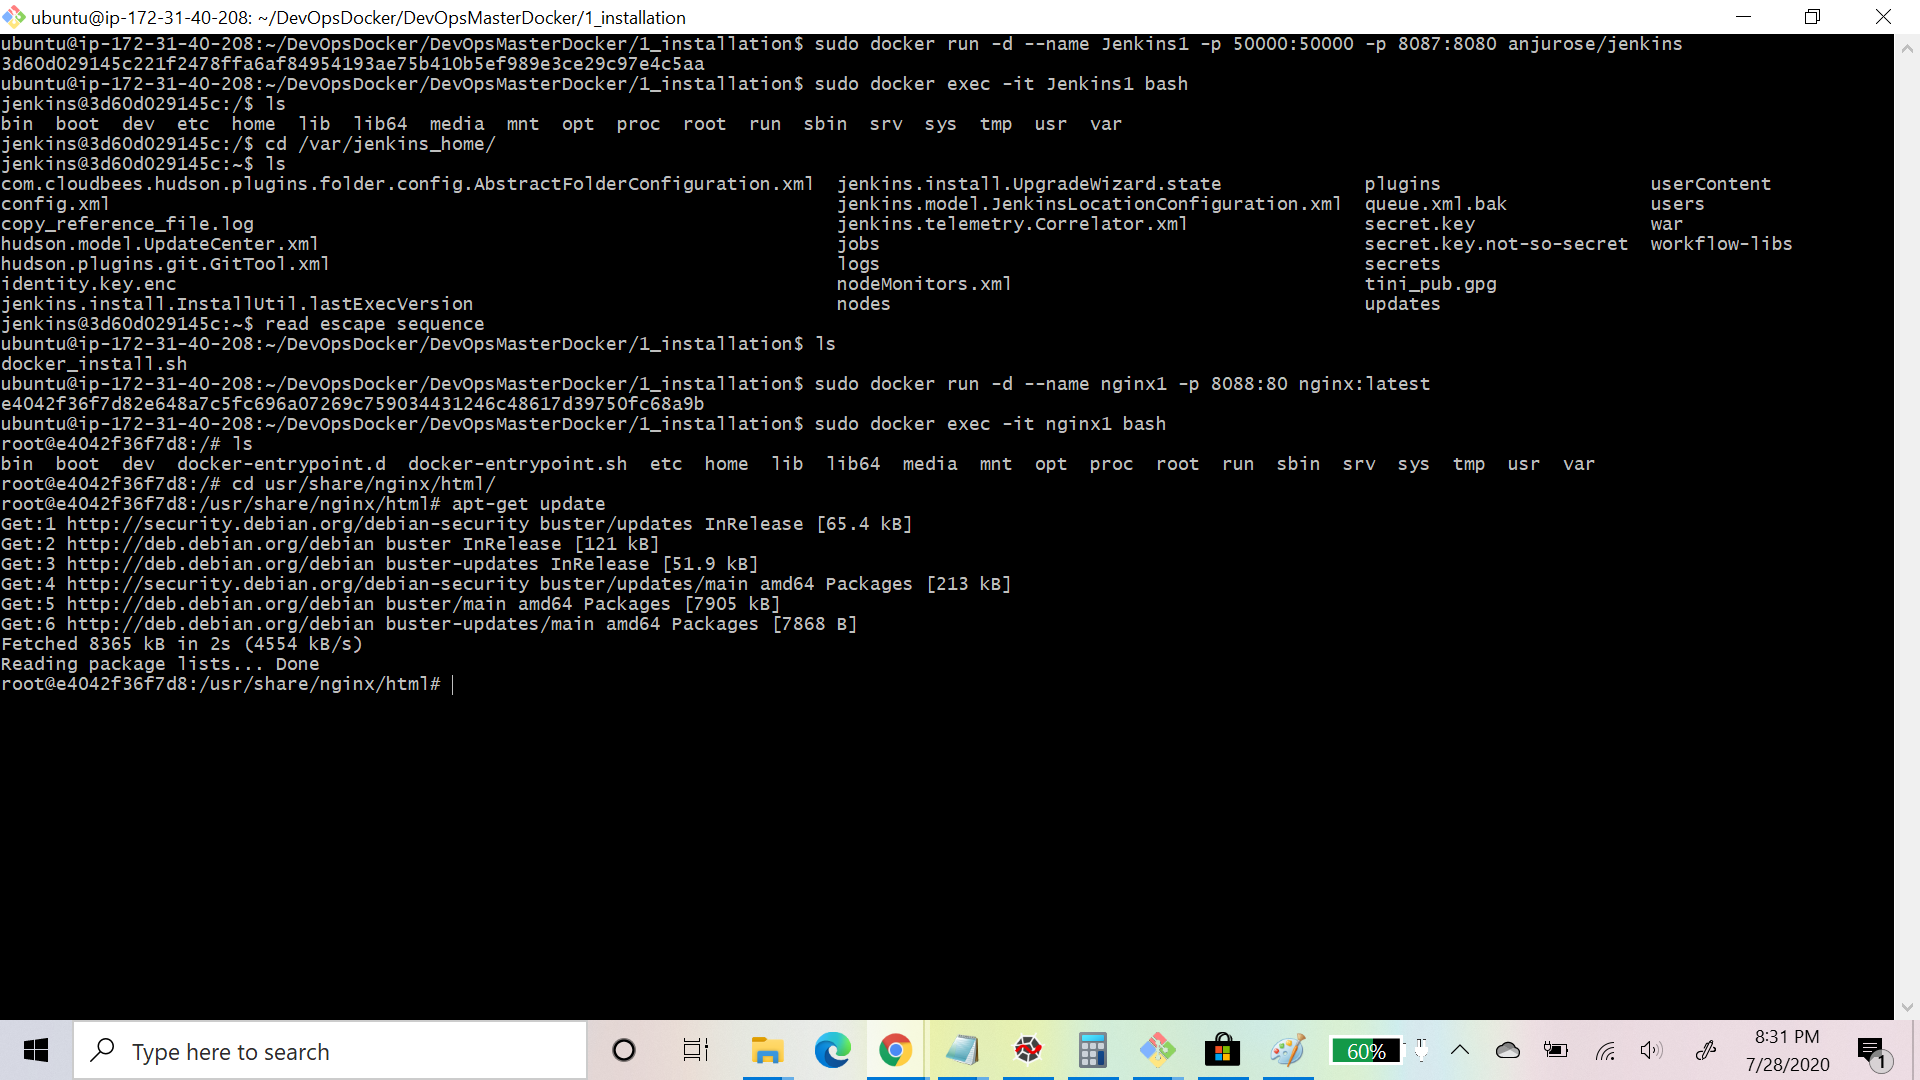 ubuntu@ip-172-31-40-208: ~/DevOpsDocker/DevOpsMasterDocker/1_installation
ubuntu@ip-172-31-40-208:~/DevOpsDocker/DevOpsMasterDocker/1_installation$ sudo docker run -d --name Jenkins1 -p 50000:50000 -p 8087:8080 anjurose/jenkins
3d60d029145c221f2478ffa6af84954193ae75b410b5ef989e3ce29c97e4c5aa
ubuntu@ip-172-31-40-208:~/DevOpsDocker/DevOpsMasterDocker/1_installation$ sudo docker exec -it Jenkins1 bash
jenkins@3d60d029145c:/$ ls
bin  boot  dev  etc  home  lib  lib64  media  mnt  opt  proc  root  run  sbin  srv  sys  tmp  usr  var
jenkins@3d60d029145c:/$ cd /var/jenkins_home/
jenkins@3d60d029145c:~$ ls
com.cloudbees.hudson.plugins.folder.config.AbstractFolderConfiguration.xml  jenkins.install.UpgradeWizard.state  plugins  userContent
config.xml  jenkins.model.JenkinsLocationConfiguration.xml  queue.xml.bak  users
copy_reference_file.log  jenkins.telemetry.Correlator.xml  secret.key  war
hudson.model.UpdateCenter.xml  jobs  secret.key.not-so-secret  workflow-libs
hudson.plugins.git.GitTool.xml  logs  secrets
identity.key.enc  nodeMonitors.xml  tini_pub.gpg
jenkins.install.InstallUtil.lastExecVersion  nodes  updates
jenkins@3d60d029145c:~$ read escape sequence
ubuntu@ip-172-31-40-208:~/DevOpsDocker/DevOpsMasterDocker/1_installation$ ls
docker_install.sh
ubuntu@ip-172-31-40-208:~/DevOpsDocker/DevOpsMasterDocker/1_installation$ sudo docker run -d --name nginx1 -p 8088:80 nginx:latest
e4042f36f7d82e648a7c5fc696a07269c759034431246c48617d39750fc68a9b
ubuntu@ip-172-31-40-208:~/DevOpsDocker/DevOpsMasterDocker/1_installation$ sudo docker exec -it nginx1 bash
root@e4042f36f7d8:/# ls
bin  boot  dev  docker-entrypoint.d  docker-entrypoint.sh  etc  home  lib  lib64  media  mnt  opt  proc  root  run  sbin  srv  sys  tmp  usr  var
root@e4042f36f7d8:/# cd usr/share/nginx/html/
root@e4042f36f7d8:/usr/share/nginx/html# apt-get update
Get:1 http://security.debian.org/debian-security buster/updates InRelease [65.4 kB]
Get:2 http://deb.debian.org/debian buster InRelease [121 kB]
Get:3 http://deb.debian.org/debian buster-updates InRelease [51.9 kB]
Get:4 http://security.debian.org/debian-security buster/updates/main amd64 Packages [213 kB]
Get:5 http://deb.debian.org/debian buster/main amd64 Packages [7905 kB]
Get:6 http://deb.debian.org/debian buster-updates/main amd64 Packages [7868 B]
Fetched 8365 kB in 2s (4554 kB/s)
Reading package lists... Done
root@e4042f36f7d8:/usr/share/nginx/html#
Type here to search
60%
8:31 PM
7/28/2020
1